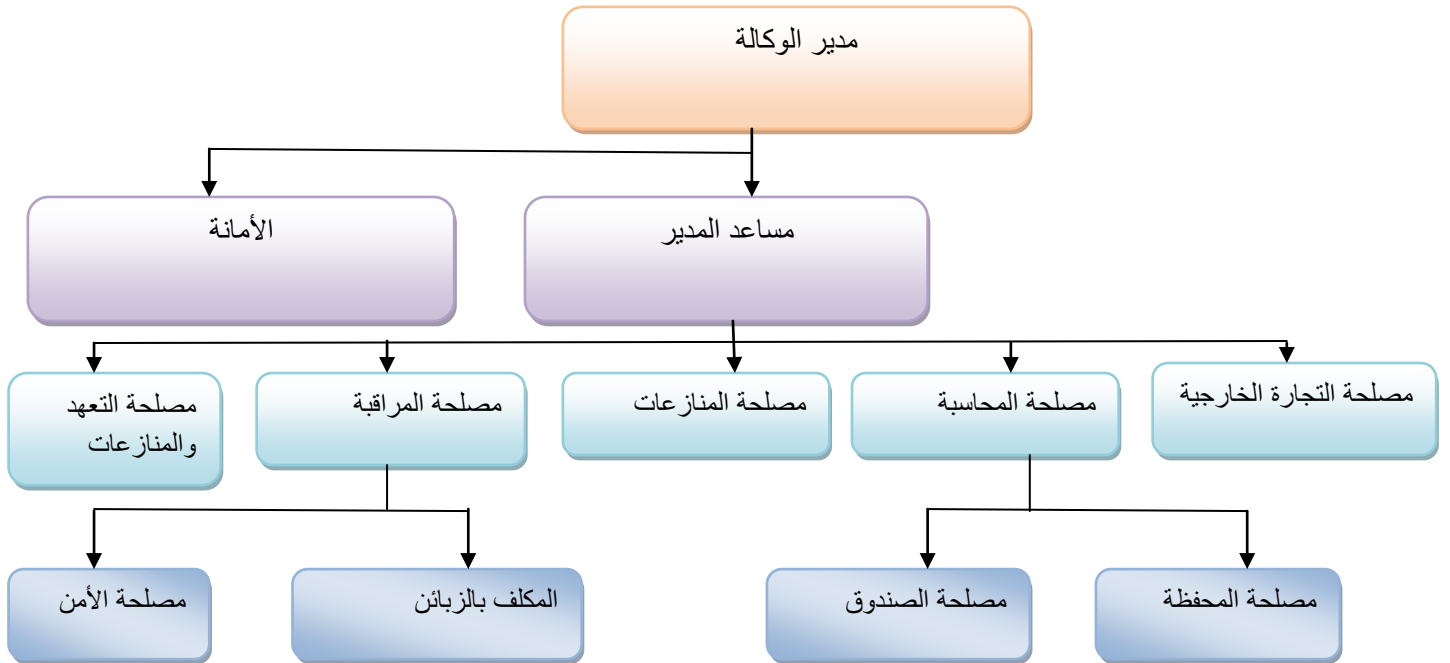 مدير الوكالة
مساعد المدير
الأمانة
مصلحة التجارة الخارجية
مصلحة المحاسبة
مصلحة المنازعات
مصلحة المراقبة
مصلحة التعهد
والمنازعات
مصلحة المحفظة
مصلحة الصندوق
المكلف بالزبائن
مصلحة الأمن